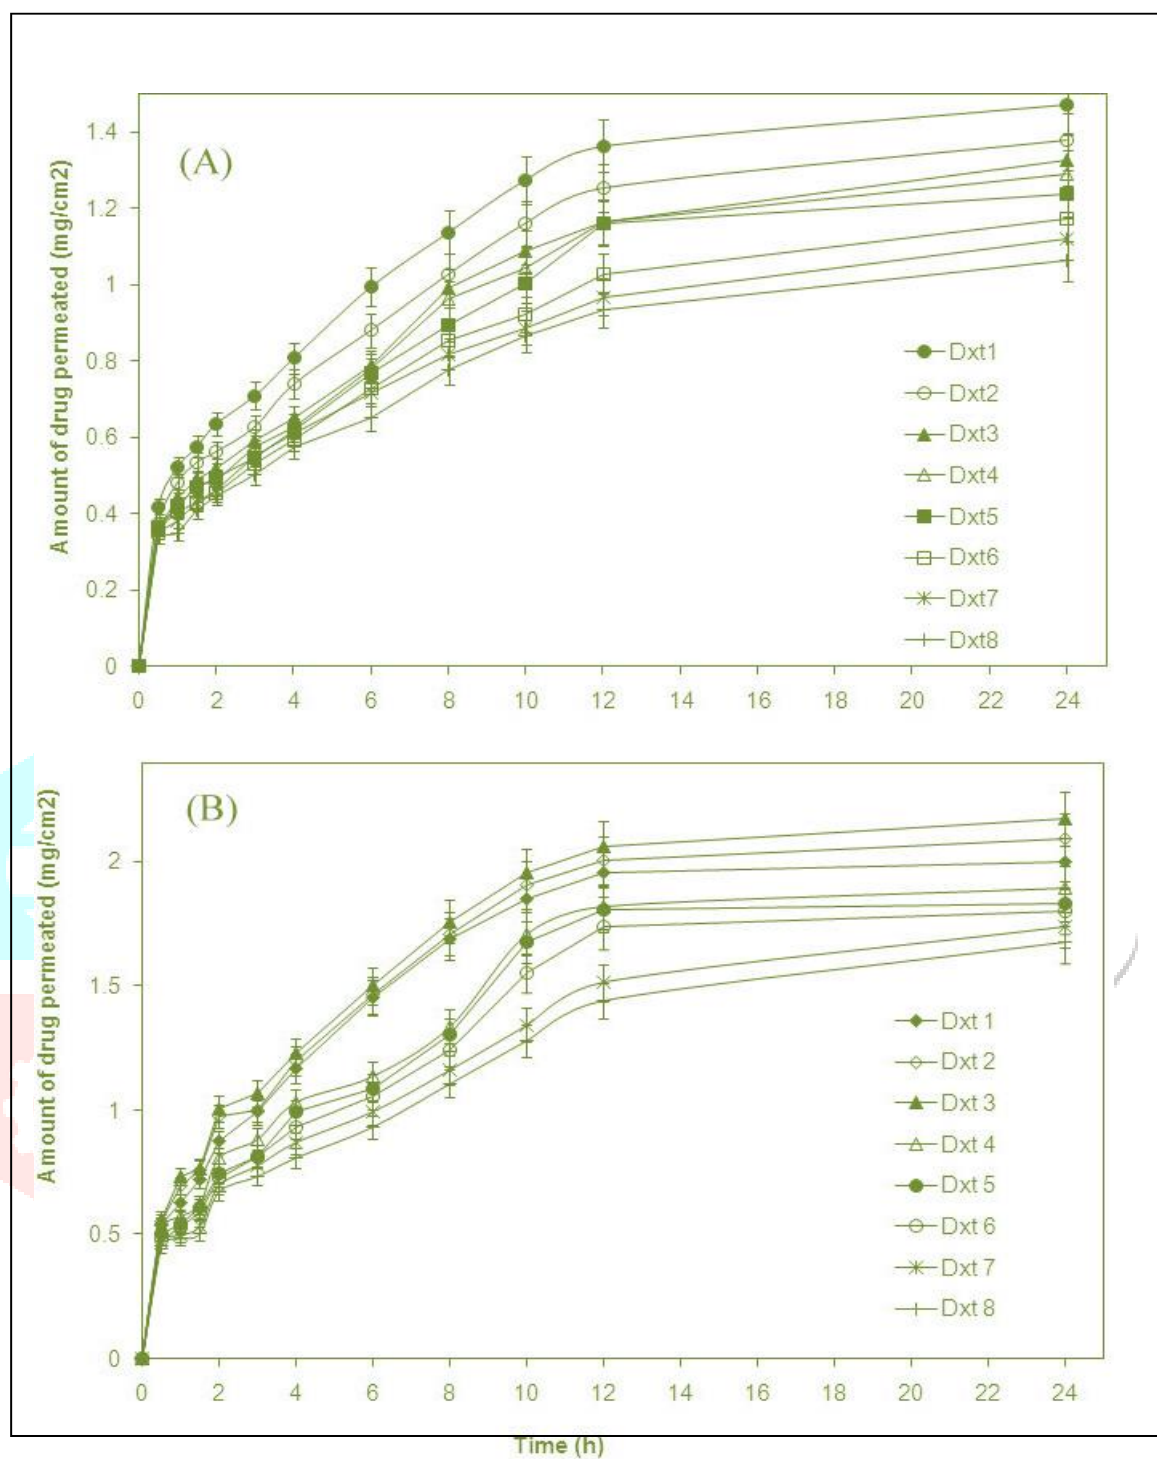 (A)
Amount of drug permeated (mg/cm2)
1.4
1.2
1
0.8
0.6
0.4
0.2
0
0 2 4 6 8 10 12 14 16 18 20 22 24
Dxt1
Dxt2
Dxt3
Dxt4
Dxt5
Dxt6
Dxt7
Dxt8
(B)
Amount of drug permeated (mg/cm2)
2
1.5
1
0.5
0
0 2 4 6 8 10 12 14 16 18 20 22 24
Dxt 1
Dxt 2
Dxt 3
Dxt 4
Dxt 5
Dxt 6
Dxt 7
Dxt 8
Time (h)